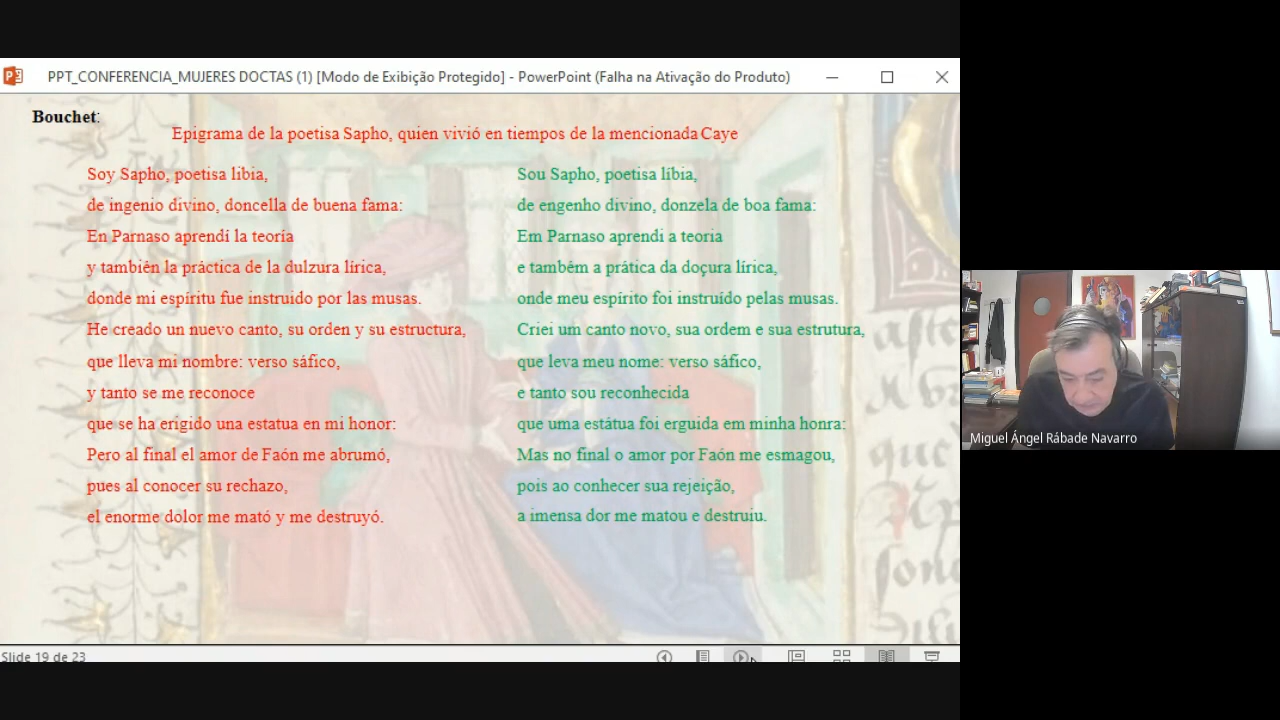 PPT_CONFERENCIA_MUJERES DOCTAS (1) [Modo de Exibição Protegido] - PowerPoint (Falha na Ativação do Produto)
Bouchet:
Epigrama de la poetisa Sapho, quien vivió en tiempos de la mencionada Caye
Soy Sapho, poetisa libia,
de ingenio divino, doncella de buena fama:
En Parnaso aprendí la teoría
y también la práctica de la dulzura lírica,
donde mi espíritu fue instruido por las musas.
He creado un nuevo canto, su orden y su estructura,
que lleva mi nombre: verso sáfico,
y tanto se me reconoce
que se ha erigido una estatua en mi honor:
Pero al final el amor de Faón me abrumó,
pues al conocer su rechazo,
el enorme dolor me mató y me destruyó.
Sou Sapho, poetisa líbia,
de engenho divino, donzela de boa fama:
Em Parnaso aprendi a teoria
e também a prática da doçura lírica,
onde meu espírito foi instruído pelas musas.
Criei um canto novo, sua ordem e sua estrutura,
que leva meu nome: verso sáfico,
e tanto sou reconhecida
que uma estátua foi erguida em minha honra:
Mas no final o amor por Faón me esmagou,
pois ao conhecer sua rejeição,
a imensa dor me matou e destruiu.
Slide 19 de 23
Miguel Ángel Rábade Navarro